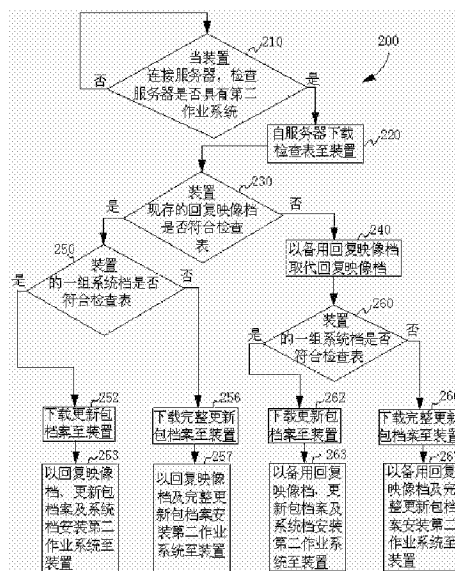 210
200
当装置
连接服务器，检查
服务器是否具有第二
作业系统
否
是
自服务器下载
检查表至装置
220
230
装置
现存的回复映像档
是否符合检查
表
是
否
240
以备用回复映像档
取代回复映像档
250
装置
的一组系统档是否
符合检查表
是
否
260
装置
的一组系统档是否
符合检查表
是
否
252
下载更新包
档案至装置
256
下载完整更新
包档案至装置
262
下载更新包
档案至装置
下载完整更新
包档案至装置
253
以回复映像
档、更新包
档案及系统
档安装第二
作业系统至
装置
257
以回复映像
档及完整更
新包档案安
装第二作业
系统至装置
263
以备用回复
映像档、更
新包档案及
系统档安装
第二作业系
统至装置
以备用回复
映像档及完
整更新包档
案安装第二
作业系统至
装置